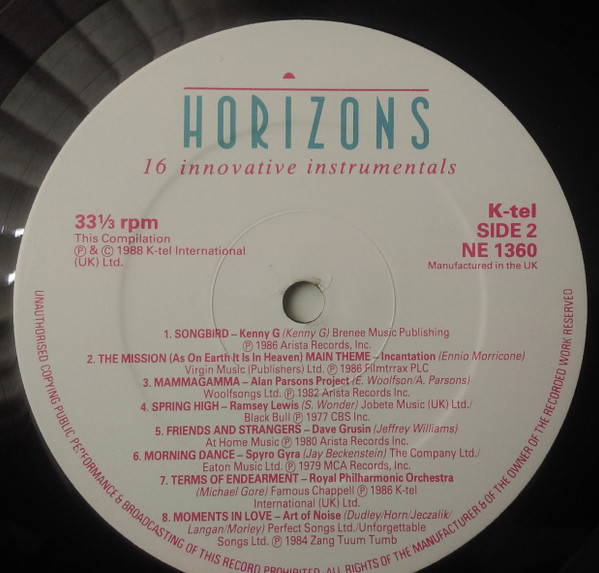 HORIZONS
16 innovative instrumentals
33⅓ rpm
This Compilation
Ⓟ & © 1988 K-tel International
(UK) Ltd.
K-tel
SIDE 2
NE 1360
Manufactured in the UK
1. SONGBIRD – Kenny G (Kenny G) Brenee Music Publishing
Ⓟ 1986 Arista Records, Inc.
2. THE MISSION (As On Earth It Is In Heaven) MAIN THEME – Incantation (Ennio Morricone)
Virgin Music (Publishers) Ltd. Ⓟ 1986 Filmtrrax PLC
3. MAMMAGAMMA – Alan Parsons Project (E. Woolfson/A. Parsons)
Woolfsongs Ltd. Ⓟ 1982 Arista Records Inc.
4. SPRING HIGH – Ramsey Lewis (S. Wonder) Jobete Music (UK) Ltd./
Black Bull Ⓟ 1977 CBS Inc.
5. FRIENDS AND STRANGERS – Dave Grusin (Jeffrey Williams)
At Home Music Ⓟ 1980 Arista Records Inc.
6. MORNING DANCE – Spyro Gyra (Jay Beckenstein) The Company Ltd./
Eaton Music Ltd. Ⓟ 1979 MCA Records, Inc.
7. TERMS OF ENDEARMENT – Royal Philharmonic Orchestra
(Michael Gore) Famous Chappell Ⓟ 1986 K-tel
International (UK) Ltd.
8. MOMENTS IN LOVE – Art of Noise (Dudley/Horn/Jeczalik/
Langan/Morley) Perfect Songs Ltd./Unforgettable
Songs Ltd. Ⓟ 1984 Zang Tuum Tumb
UNAUTHORISED COPYING PUBLIC PERFORMANCE & BROADCASTING OF THIS RECORD PROHIBITED. ALL RIGHTS OF THE MANUFACTURER & OF THE OWNER OF THE RECORDED WORK RESERVED